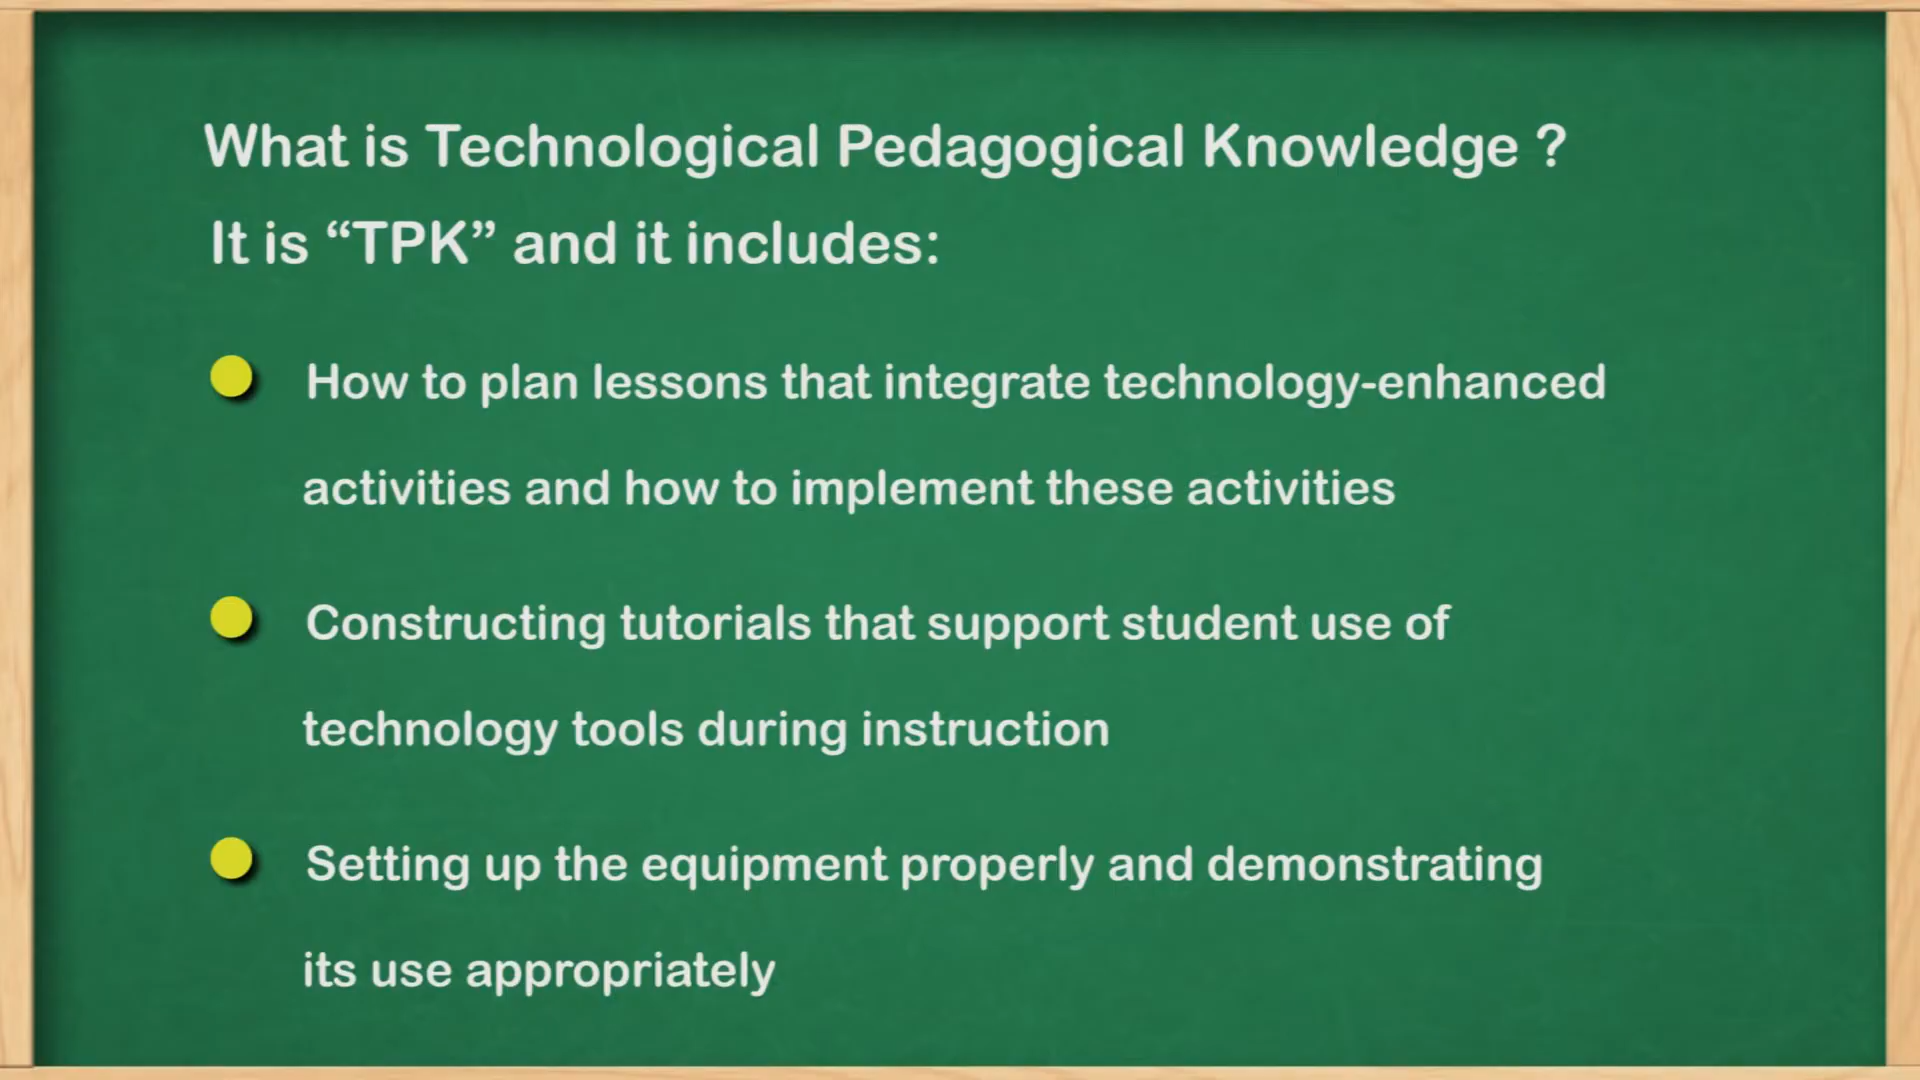 What is Technological Pedagogical Knowledge ?
It is “TPK” and it includes:
How to plan lessons that integrate technology-enhanced
activities and how to implement these activities
Constructing tutorials that support student use of
technology tools during instruction
Setting up the equipment properly and demonstrating
its use appropriately